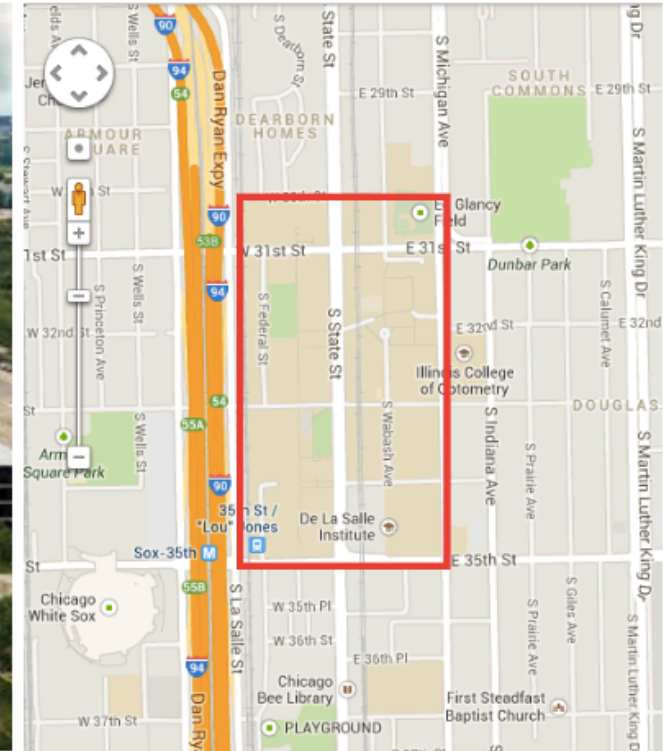 90
S Wells St
State St
S Dearborn St
S Michigan Ave
94
54
Dan Ryan Expy
E 29th St
SOUTH
COMMONS
E 29th St
S Martin Luther King Dr
DEARBORN
HOMES
90
Glancy
Field
53B
W 31st St
E 31st St
Dunbar Park
1st St
94
S Wells St
S Princeton Ave
S Federal St
S State St
S Calumet Ave
W 32nd St
E 32nd St
E 32nd
Illinois College
of Optometry
54
55A
S Wabash Ave
DOUGLAS
S Wells St
S Indiana Ave
S Prairie Ave
S Martin Luther King Dr
Square Park
90
35th St /
"Lou" Jones
De La Salle
Institute
Sox-35th
M
E 35th St
St
55B
S La Salle St
Chicago
White Sox
W 35th Pl
W 36th St
E 36th Pl
S Prairie Ave
S Giles Ave
S Martin Luther King D
94
Dan Ry
Chicago
Bee Library
First Steadfast
Baptist Church
W 37th St
PLAYGROUND